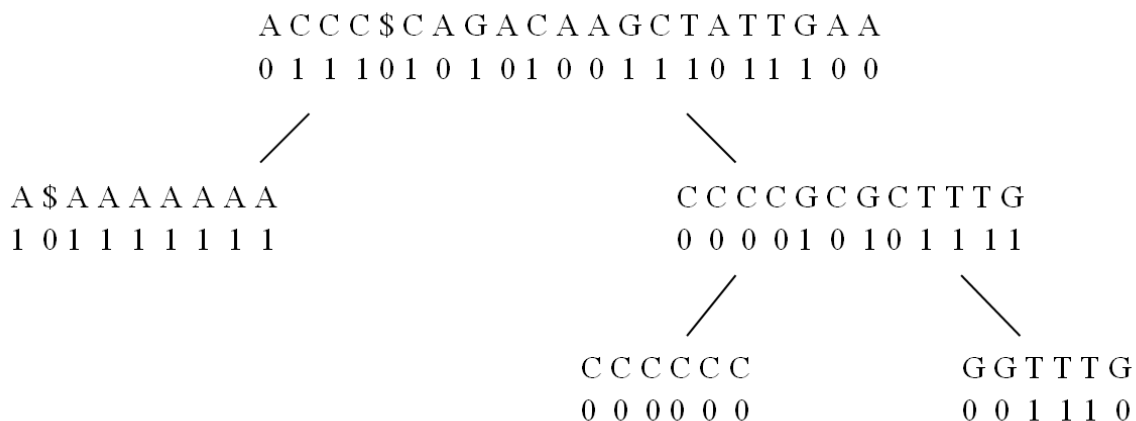 A C C C $ C A G A C A A G C T A T T G A A
0 1 1 1 0 1 0 1 0 1 0 0 1 1 1 0 1 1 1 0 0
A $ A A A A A A A
1 0 1 1 1 1 1 1 1
C C C C G C G C T T T G
0 0 0 0 1 0 1 0 1 1 1 1
C C C C C C
0 0 0 0 0 0
G G T T T G
0 0 1 1 1 0